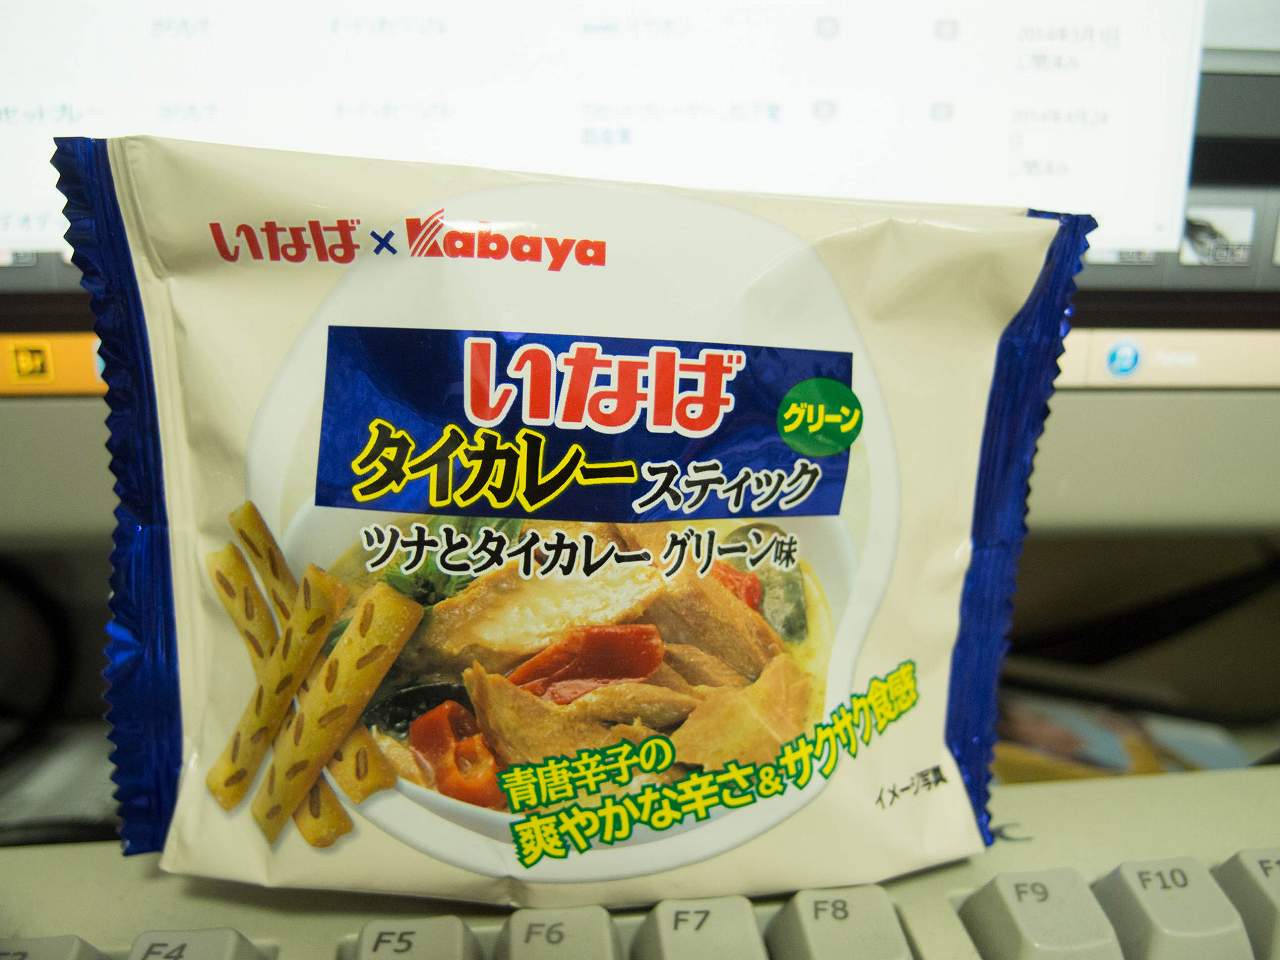 いなば×Kabaya
いなば
グリーン
タイカレースティック
ツナとタイカレーグリーン味
青唐辛子の
爽やかな辛さ&サクサク食感
イメージ写真
F4
F5
F6
F7
F8
F9
F10